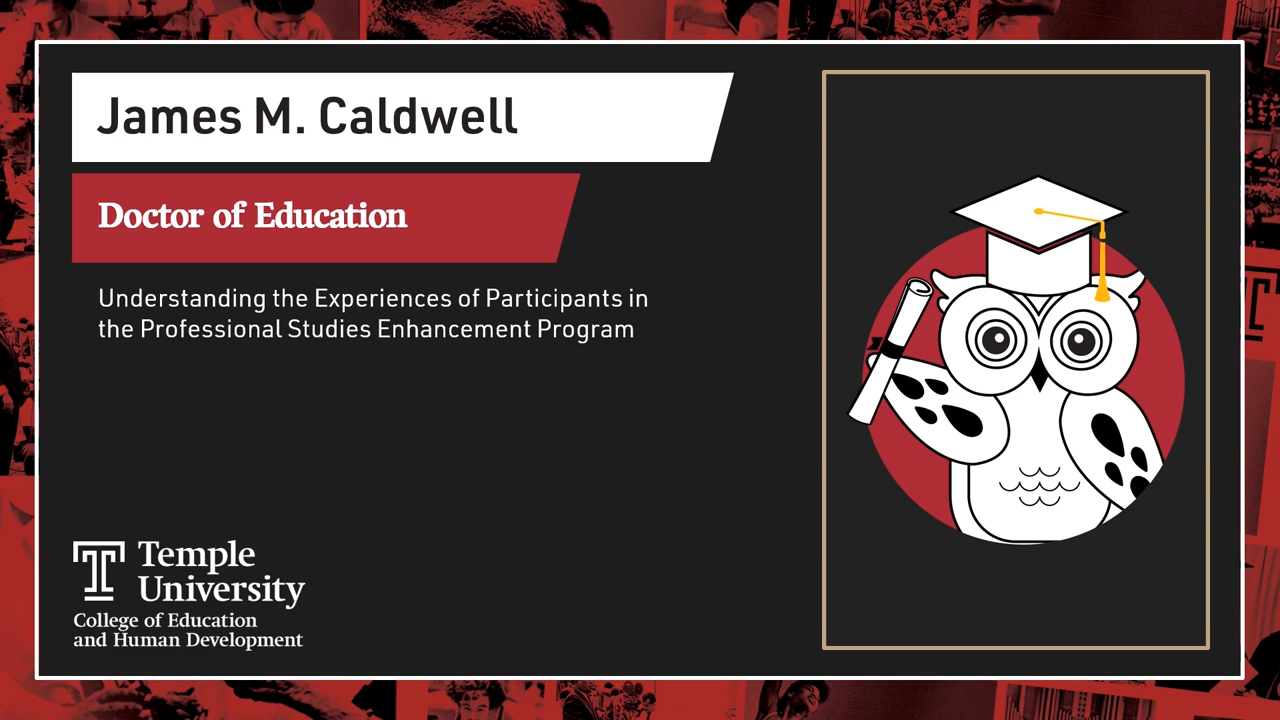 James M. Caldwell
Doctor of Education
Understanding the Experiences of Participants in
the Professional Studies Enhancement Program
Temple
University
College of Education
and Human Development